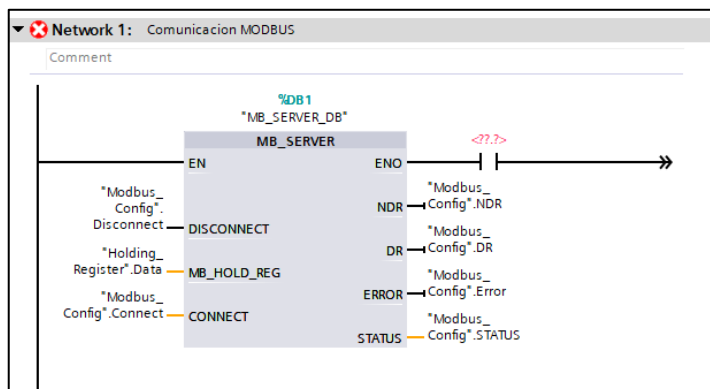 Network 1: Comunicacion MODBUS
Comment
%DB1
"MB_SERVER_DB"
MB_SERVER
<??.?>
EN
ENO
"Modbus_
Config".
Disconnect
DISCONNECT
"Modbus_
Config".NDR
NDR
"Holding_
Register".Data
MB_HOLD_REG
"Modbus_
Config".DR
DR
"Modbus_
Config".Connect
CONNECT
"Modbus_
Config".Error
ERROR
"Modbus_
Config".STATUS
STATUS